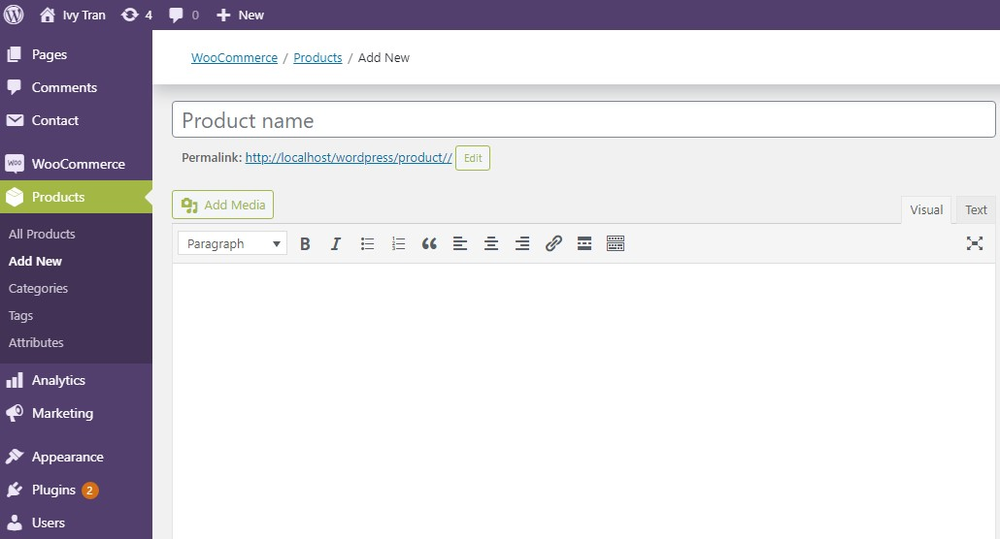 Ivy Tran 4 0 New
Pages
Comments
Contact
WOO WooCommerce
Products
All Products
Add New
Categories
Tags
Attributes
Analytics
Marketing
Appearance
Plugins 2
Users
WooCommerce / Products / Add New
Product name
Permalink: http://localhost/wordpress/product// Edit
Add Media
Visual Text
Paragraph B I